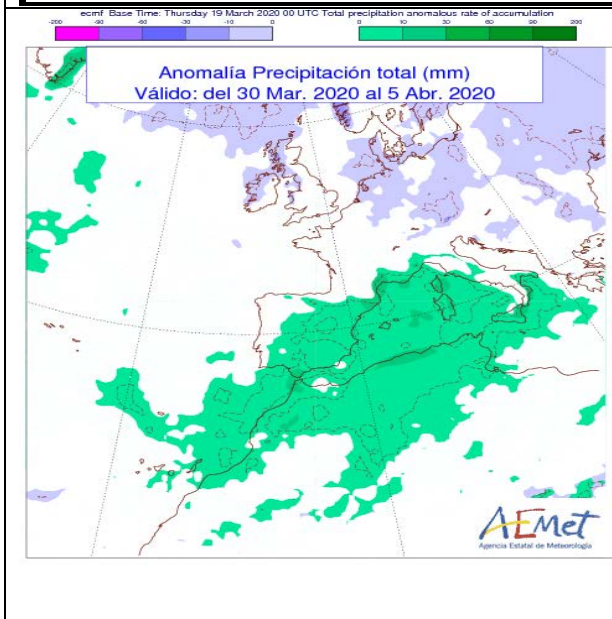 ecmf Base Time: Thursday 19 March 2020 00 UTC Total precipitation anomalous rate of accumulation
-200 -90 -60 -30 -10 0 0 10 30 60 90 200
Anomalía Precipitación total (mm)
Válido: del 30 Mar. 2020 al 5 Abr. 2020
AEMet
Agencia Estatal de Meteorología